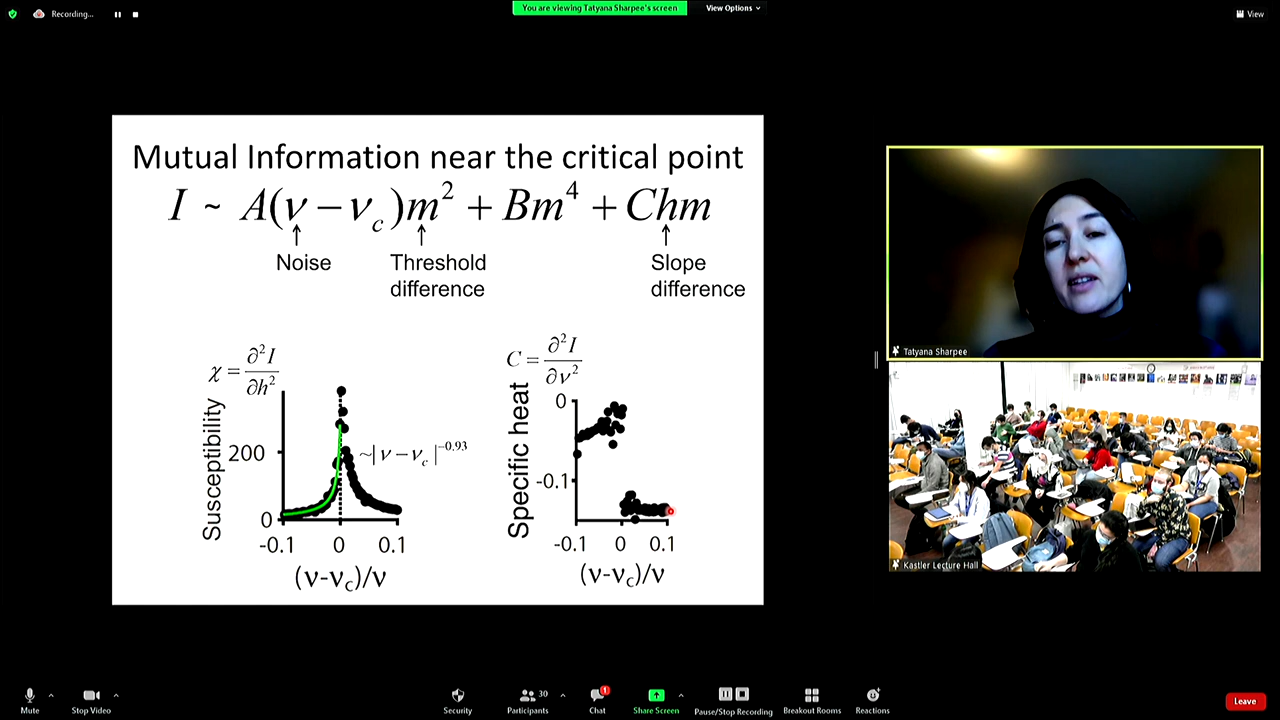 Recording...
You are viewing Tatyana Sharpee's screen
View Options
View
Mutual Information near the critical point
I ~ A(ν − ν_c)m² + Bm⁴ + Chm
Noise
Threshold difference
Slope difference
χ = ∂²I/∂h²
Susceptibility
200
0
~|ν − ν_c|^−0.93
-0.1 0 0.1
(ν-ν_c)/ν
C = ∂²I/∂ν²
Specific heat
0
-0.1
-0.1 0 0.1
(ν-ν_c)/ν
Tatyana Sharpee
Kastler Lecture Hall
Mute
Stop Video
Security
30
Participants
1
Chat
Share Screen
Pause/Stop Recording
Breakout Rooms
Reactions
Leave